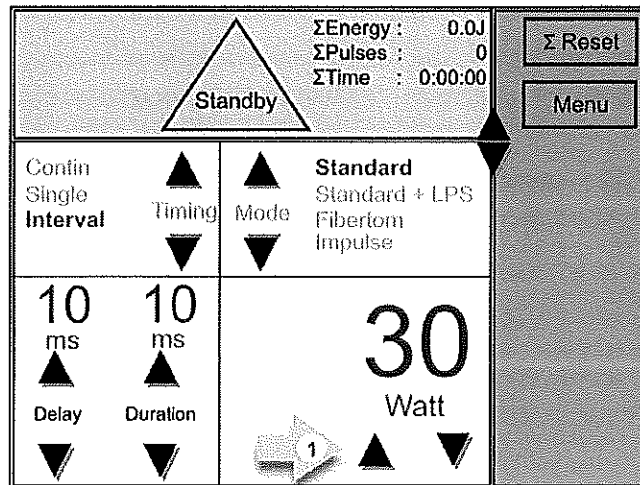 ΣEnergy : 0.0J
ΣPulses : 0
ΣTime : 0:00:00
Standby
Σ Reset
Menu
Contin
Single
Interval
Timing
Mode
Standard
Standard + LPS
Fibertom
Impulse
10 10
ms ms
Delay Duration
30
Watt
1